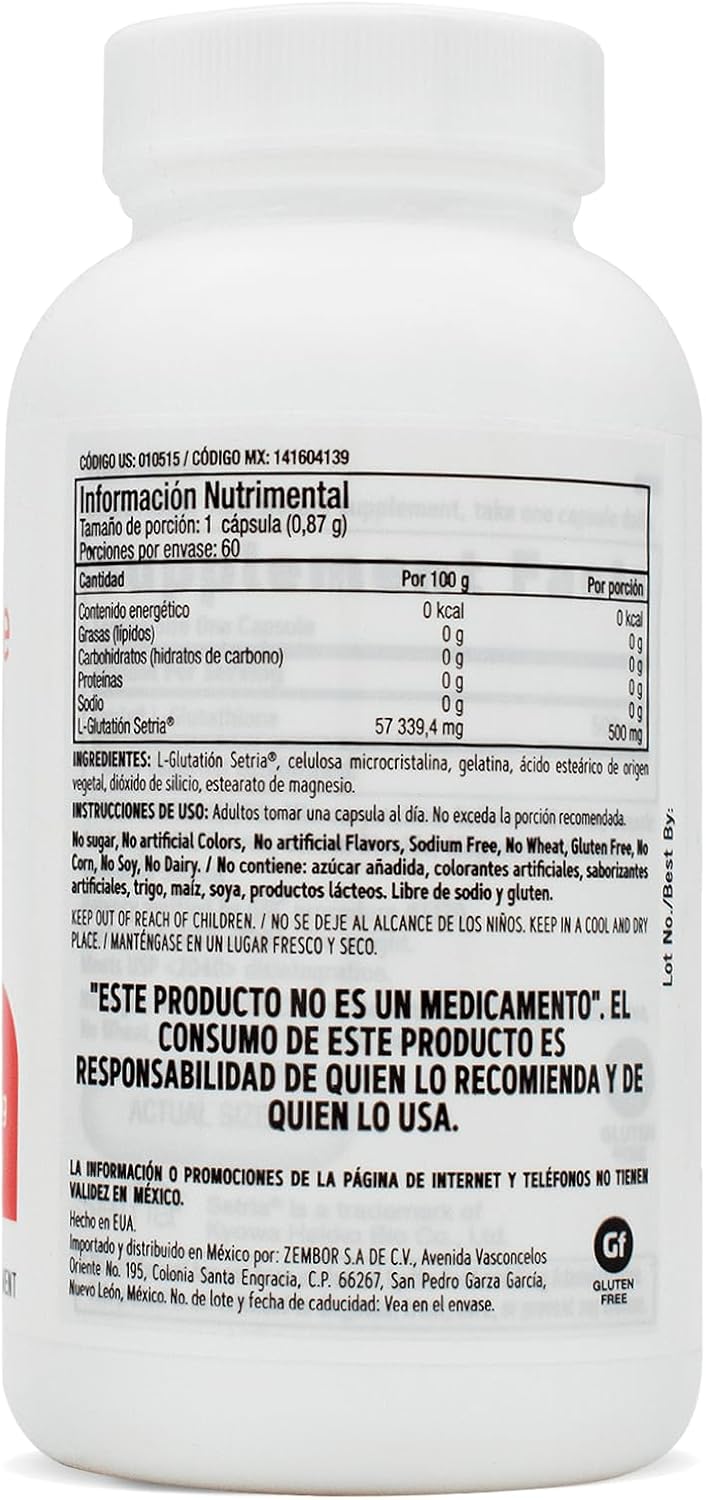 CÓDIGO US: 010515 / CÓDIGO MX: 141604139
Información Nutrimental
Tamaño de porción: 1 cápsula (0,87 g)
Porciones por envase: 60
Cantidad Por 100 g Por porción
Contenido energético 0 kcal 0 kcal
Grasas (lípidos) 0 g 0 g
Carbohidratos (hidratos de carbono) 0 g 0 g
Proteínas 0 g 0 g
Sodio 0 g 0 g
L-Glutatión Setria® 57 339,4 mg 500 mg
INGREDIENTES: L-Glutatión Setria®, celulosa microcristalina, gelatina, ácido esteárico de origen
vegetal, dióxido de silicio, estearato de magnesio.
INSTRUCCIONES DE USO: Adultos tomar una capsula al día. No exceda la porción recomendada.
No sugar, No artificial Colors, No artificial Flavors, Sodium Free, No Wheat, Gluten Free, No
Corn, No Soy, No Dairy. / No contiene: azúcar añadida, colorantes artificiales, saborizantes
artificiales, trigo, maíz, soya, productos lácteos. Libre de sodio y gluten.
KEEP OUT OF REACH OF CHILDREN. / NO SE DEJE AL ALCANCE DE LOS NIÑOS. KEEP IN A COOL AND DRY
PLACE. / MANTÉNGASE EN UN LUGAR FRESCO Y SECO.
"ESTE PRODUCTO NO ES UN MEDICAMENTO". EL
CONSUMO DE ESTE PRODUCTO ES
RESPONSABILIDAD DE QUIEN LO RECOMIENDA Y DE
QUIEN LO USA.
LA INFORMACIÓN O PROMOCIONES DE LA PÁGINA DE INTERNET Y TELÉFONOS NO TIENEN
VALIDEZ EN MÉXICO.
Hecho en EUA.
Importado y distribuido en México por: ZEMBOR S.A DE C.V., Avenida Vasconcelos
Oriente No. 195, Colonia Santa Engracia, C.P. 66267, San Pedro Garza García,
Nuevo León, México. No. de lote y fecha de caducidad: Vea en el envase.
Gf
GLUTEN
FREE
Lot No./Best By: